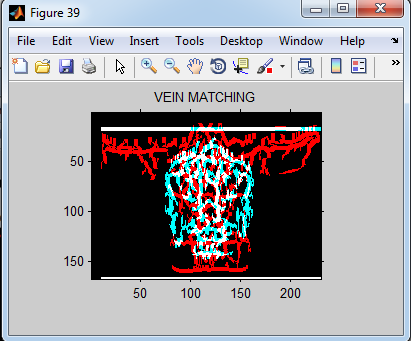 Figure 39
File Edit View Insert Tools Desktop Window Help
VEIN MATCHING
50
100
150
50 100 150 200